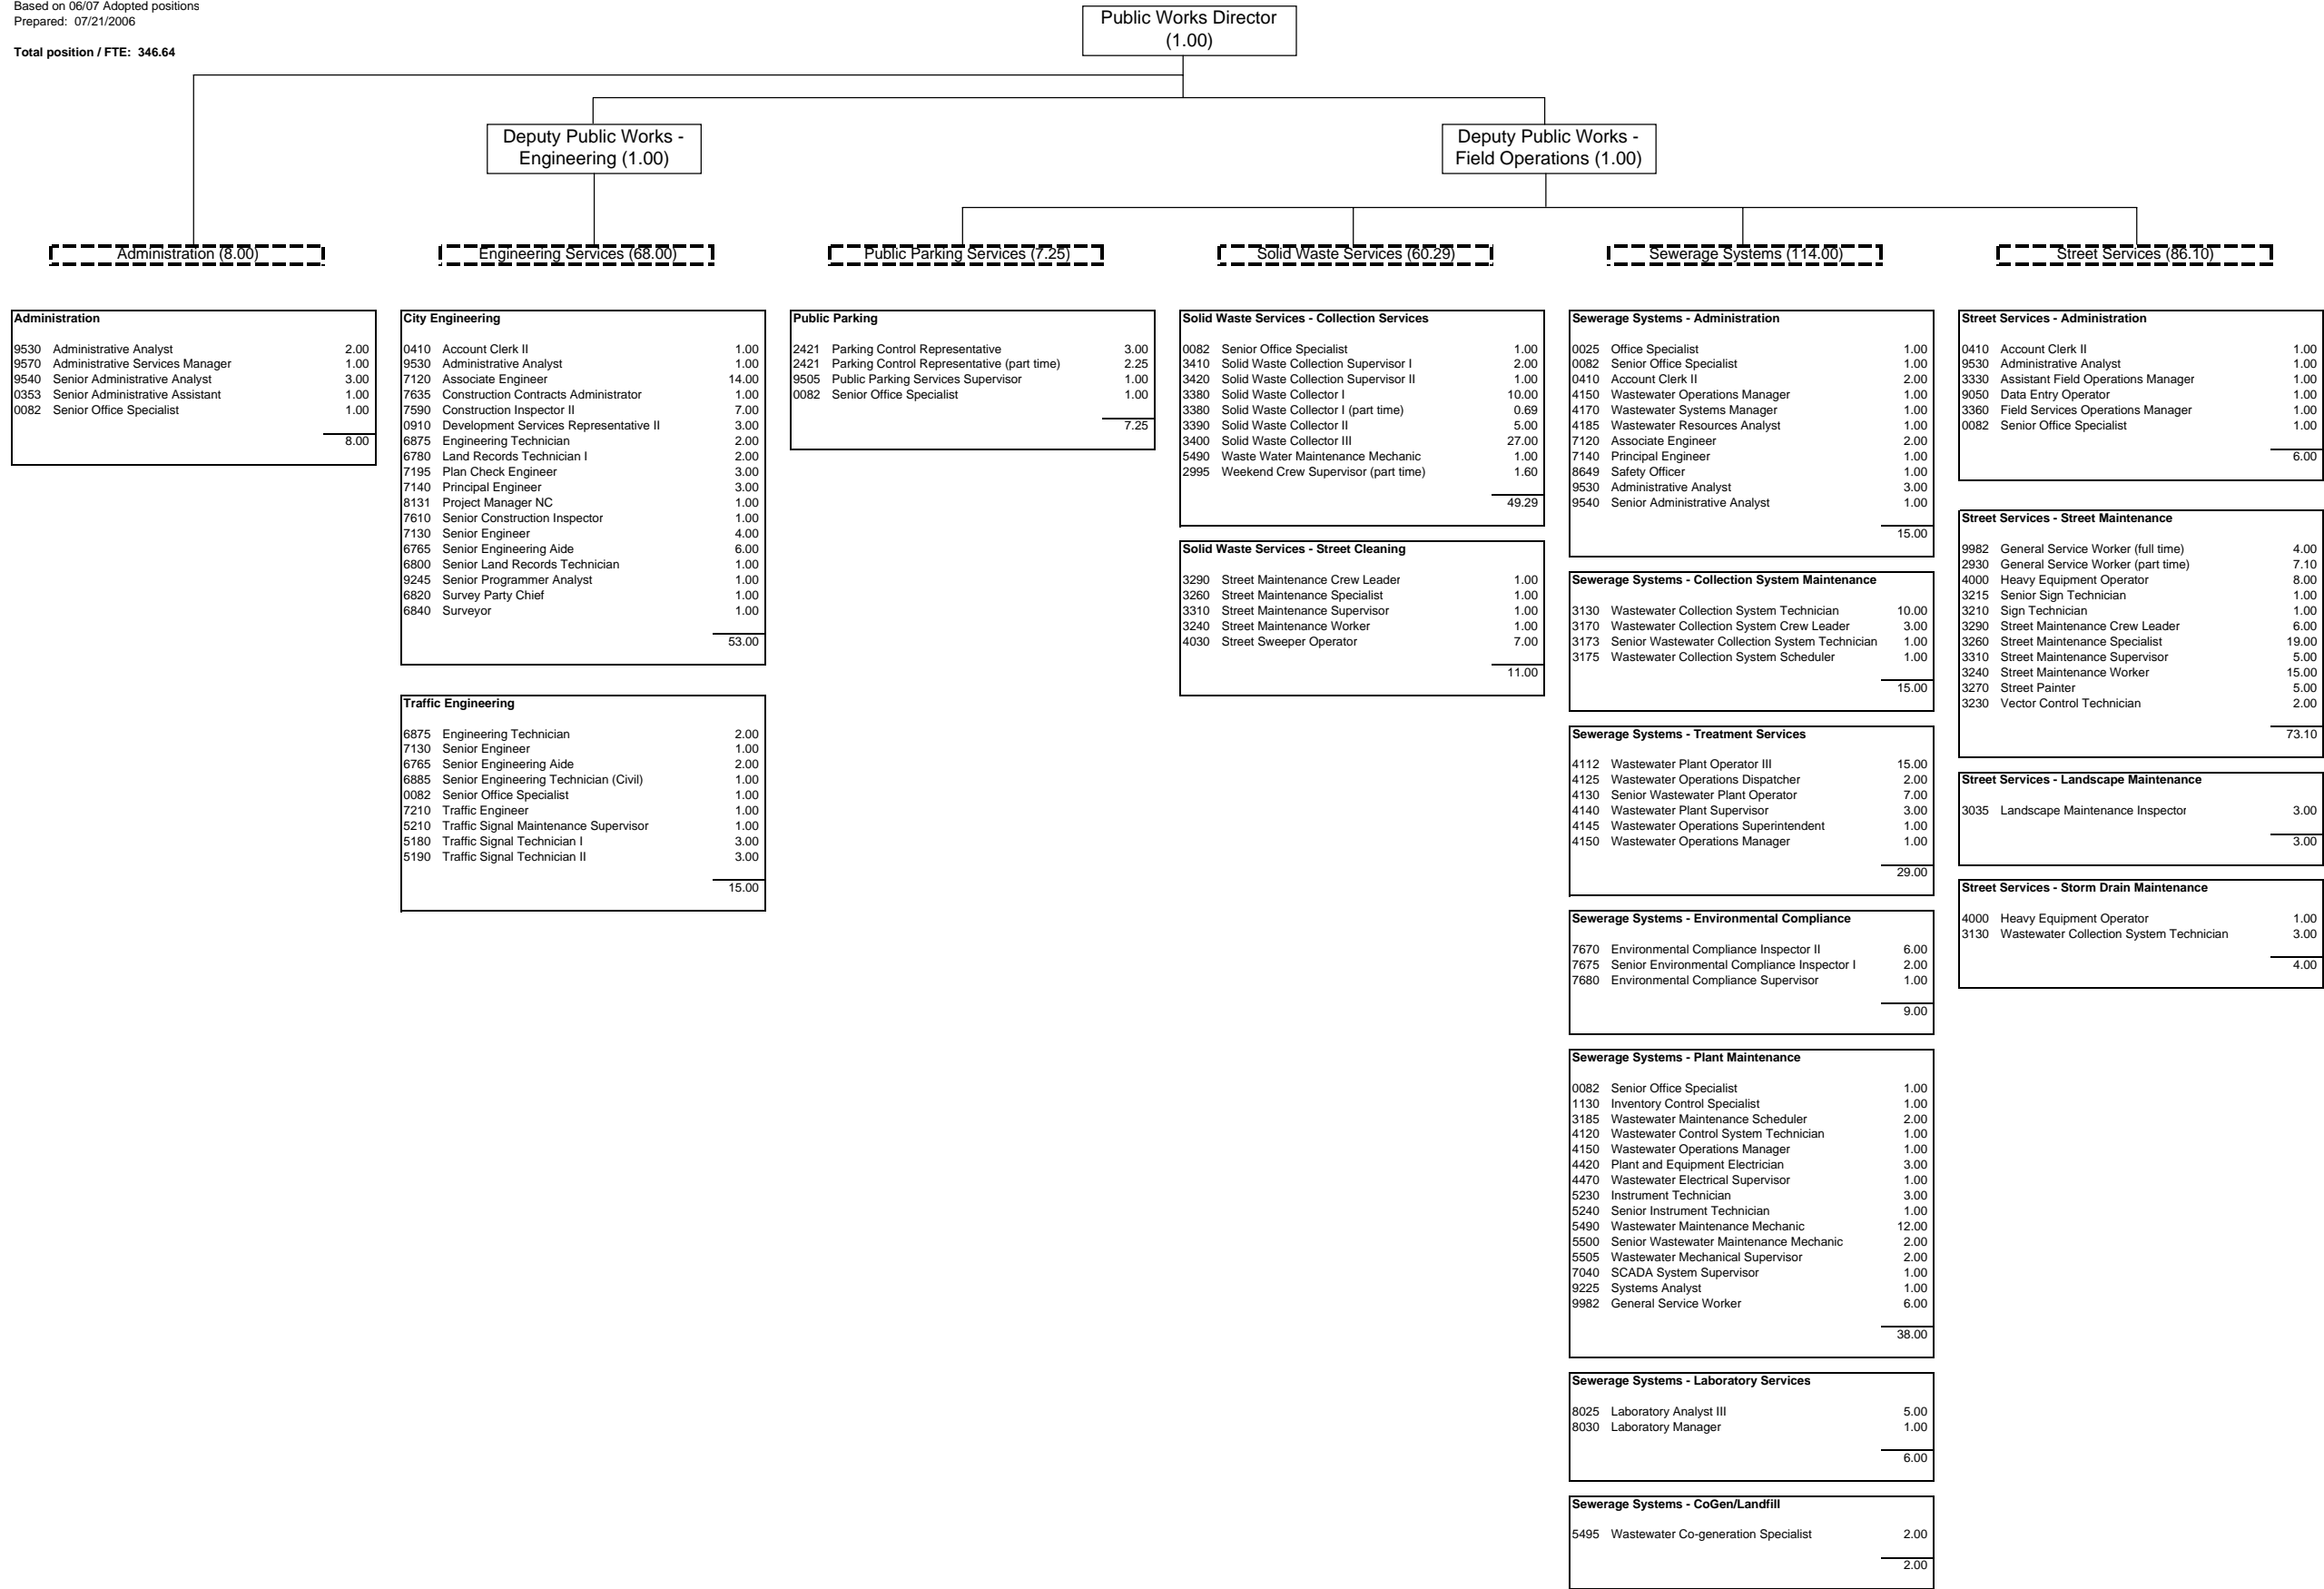 Based on 06/07 Adopted positions
Prepared:  07/21/2006
Total position / FTE:  346.64
Public Works Director
(1.00)
Deputy Public Works -
Engineering (1.00)
Deputy Public Works -
Field Operations (1.00)
Administration (8.00)
Engineering Services (68.00)
Public Parking Services (7.25)
Solid Waste Services (60.29)
Sewerage Systems (114.00)
Street Services (86.10)
Administration
9530 Administrative Analyst 2.00
9570 Administrative Services Manager 1.00
9540 Senior Administrative Analyst 3.00
0353 Senior Administrative Assistant 1.00
0082 Senior Office Specialist 1.00
8.00
City Engineering
0410 Account Clerk II 1.00
9530 Administrative Analyst 1.00
7120 Associate Engineer 14.00
7635 Construction Contracts Administrator 1.00
7590 Construction Inspector II 7.00
0910 Development Services Representative II 3.00
6875 Engineering Technician 2.00
6780 Land Records Technician I 2.00
7195 Plan Check Engineer 3.00
7140 Principal Engineer 3.00
8131 Project Manager NC 1.00
7610 Senior Construction Inspector 1.00
7130 Senior Engineer 4.00
6765 Senior Engineering Aide 6.00
6800 Senior Land Records Technician 1.00
9245 Senior Programmer Analyst 1.00
6820 Survey Party Chief 1.00
6840 Surveyor 1.00
53.00
Traffic Engineering
6875 Engineering Technician 2.00
7130 Senior Engineer 1.00
6765 Senior Engineering Aide 2.00
6885 Senior Engineering Technician (Civil) 1.00
0082 Senior Office Specialist 1.00
7210 Traffic Engineer 1.00
5210 Traffic Signal Maintenance Supervisor 1.00
5180 Traffic Signal Technician I 3.00
5190 Traffic Signal Technician II 3.00
15.00
Public Parking
2421 Parking Control Representative 3.00
2421 Parking Control Representative (part time) 2.25
9505 Public Parking Services Supervisor 1.00
0082 Senior Office Specialist 1.00
7.25
Solid Waste Services - Collection Services
0082 Senior Office Specialist 1.00
3410 Solid Waste Collection Supervisor I 2.00
3420 Solid Waste Collection Supervisor II 1.00
3380 Solid Waste Collector I 10.00
3380 Solid Waste Collector I (part time) 0.69
3390 Solid Waste Collector II 5.00
3400 Solid Waste Collector III 27.00
5490 Waste Water Maintenance Mechanic 1.00
2995 Weekend Crew Supervisor (part time) 1.60
49.29
Solid Waste Services - Street Cleaning
3290 Street Maintenance Crew Leader 1.00
3260 Street Maintenance Specialist 1.00
3310 Street Maintenance Supervisor 1.00
3240 Street Maintenance Worker 1.00
4030 Street Sweeper Operator 7.00
11.00
Sewerage Systems - Administration
0025 Office Specialist 1.00
0082 Senior Office Specialist 1.00
0410 Account Clerk II 2.00
4150 Wastewater Operations Manager 1.00
4170 Wastewater Systems Manager 1.00
4185 Wastewater Resources Analyst 1.00
7120 Associate Engineer 2.00
7140 Principal Engineer 1.00
8649 Safety Officer 1.00
9530 Administrative Analyst 3.00
9540 Senior Administrative Analyst 1.00
15.00
Sewerage Systems - Collection System Maintenance
3130 Wastewater Collection System Technician 10.00
3170 Wastewater Collection System Crew Leader 3.00
3173 Senior Wastewater Collection System Technician 1.00
3175 Wastewater Collection System Scheduler 1.00
15.00
Sewerage Systems - Treatment Services
4112 Wastewater Plant Operator III 15.00
4125 Wastewater Operations Dispatcher 2.00
4130 Senior Wastewater Plant Operator 7.00
4140 Wastewater Plant Supervisor 3.00
4145 Wastewater Operations Superintendent 1.00
4150 Wastewater Operations Manager 1.00
29.00
Sewerage Systems - Environmental Compliance
7670 Environmental Compliance Inspector II 6.00
7675 Senior Environmental Compliance Inspector I 2.00
7680 Environmental Compliance Supervisor 1.00
9.00
Sewerage Systems - Plant Maintenance
0082 Senior Office Specialist 1.00
1130 Inventory Control Specialist 1.00
3185 Wastewater Maintenance Scheduler 2.00
4120 Wastewater Control System Technician 1.00
4150 Wastewater Operations Manager 1.00
4420 Plant and Equipment Electrician 3.00
4470 Wastewater Electrical Supervisor 1.00
5230 Instrument Technician 3.00
5240 Senior Instrument Technician 1.00
5490 Wastewater Maintenance Mechanic 12.00
5500 Senior Wastewater Maintenance Mechanic 2.00
5505 Wastewater Mechanical Supervisor 2.00
7040 SCADA System Supervisor 1.00
9225 Systems Analyst 1.00
9982 General Service Worker 6.00
38.00
Sewerage Systems - Laboratory Services
8025 Laboratory Analyst III 5.00
8030 Laboratory Manager 1.00
6.00
Sewerage Systems - CoGen/Landfill
5495 Wastewater Co-generation Specialist 2.00
2.00
Street Services - Administration
0410 Account Clerk II 1.00
9530 Administrative Analyst 1.00
3330 Assistant Field Operations Manager 1.00
9050 Data Entry Operator 1.00
3360 Field Services Operations Manager 1.00
0082 Senior Office Specialist 1.00
6.00
Street Services - Street Maintenance
9982 General Service Worker (full time) 4.00
2930 General Service Worker (part time) 7.10
4000 Heavy Equipment Operator 8.00
3215 Senior Sign Technician 1.00
3210 Sign Technician 1.00
3290 Street Maintenance Crew Leader 6.00
3260 Street Maintenance Specialist 19.00
3310 Street Maintenance Supervisor 5.00
3240 Street Maintenance Worker 15.00
3270 Street Painter 5.00
3230 Vector Control Technician 2.00
73.10
Street Services - Landscape Maintenance
3035 Landscape Maintenance Inspector 3.00
3.00
Street Services - Storm Drain Maintenance
4000 Heavy Equipment Operator 1.00
3130 Wastewater Collection System Technician 3.00
4.00